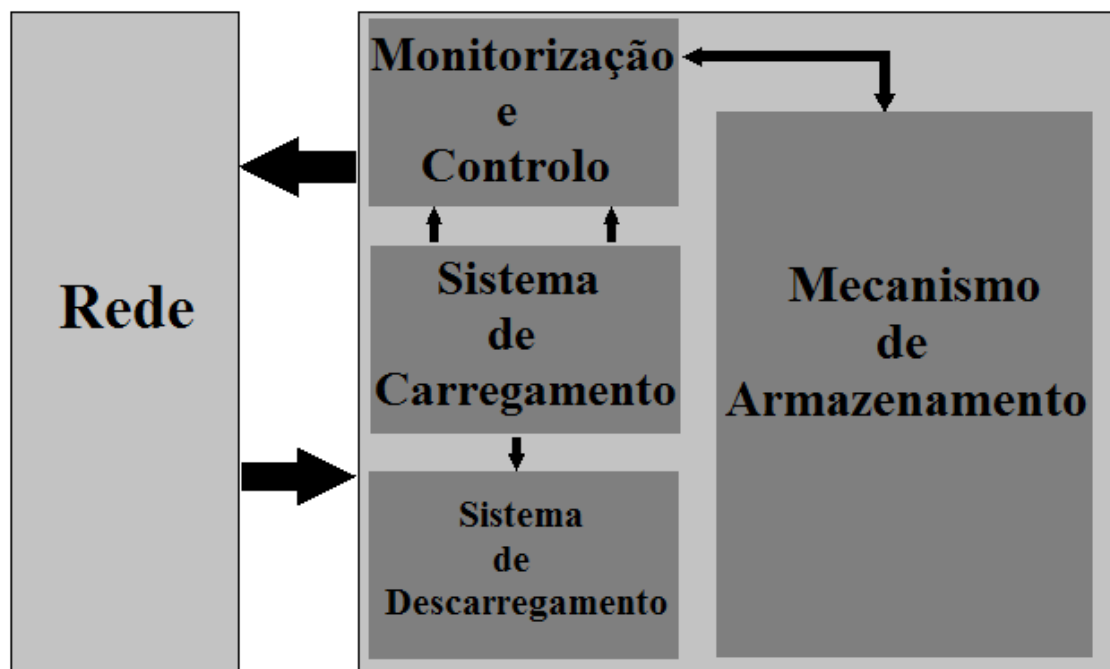 Rede
Monitorização
e
Controlo
Sistema
de
Carregamento
Sistema
de
Descarregamento
Mecanismo
de
Armazenamento